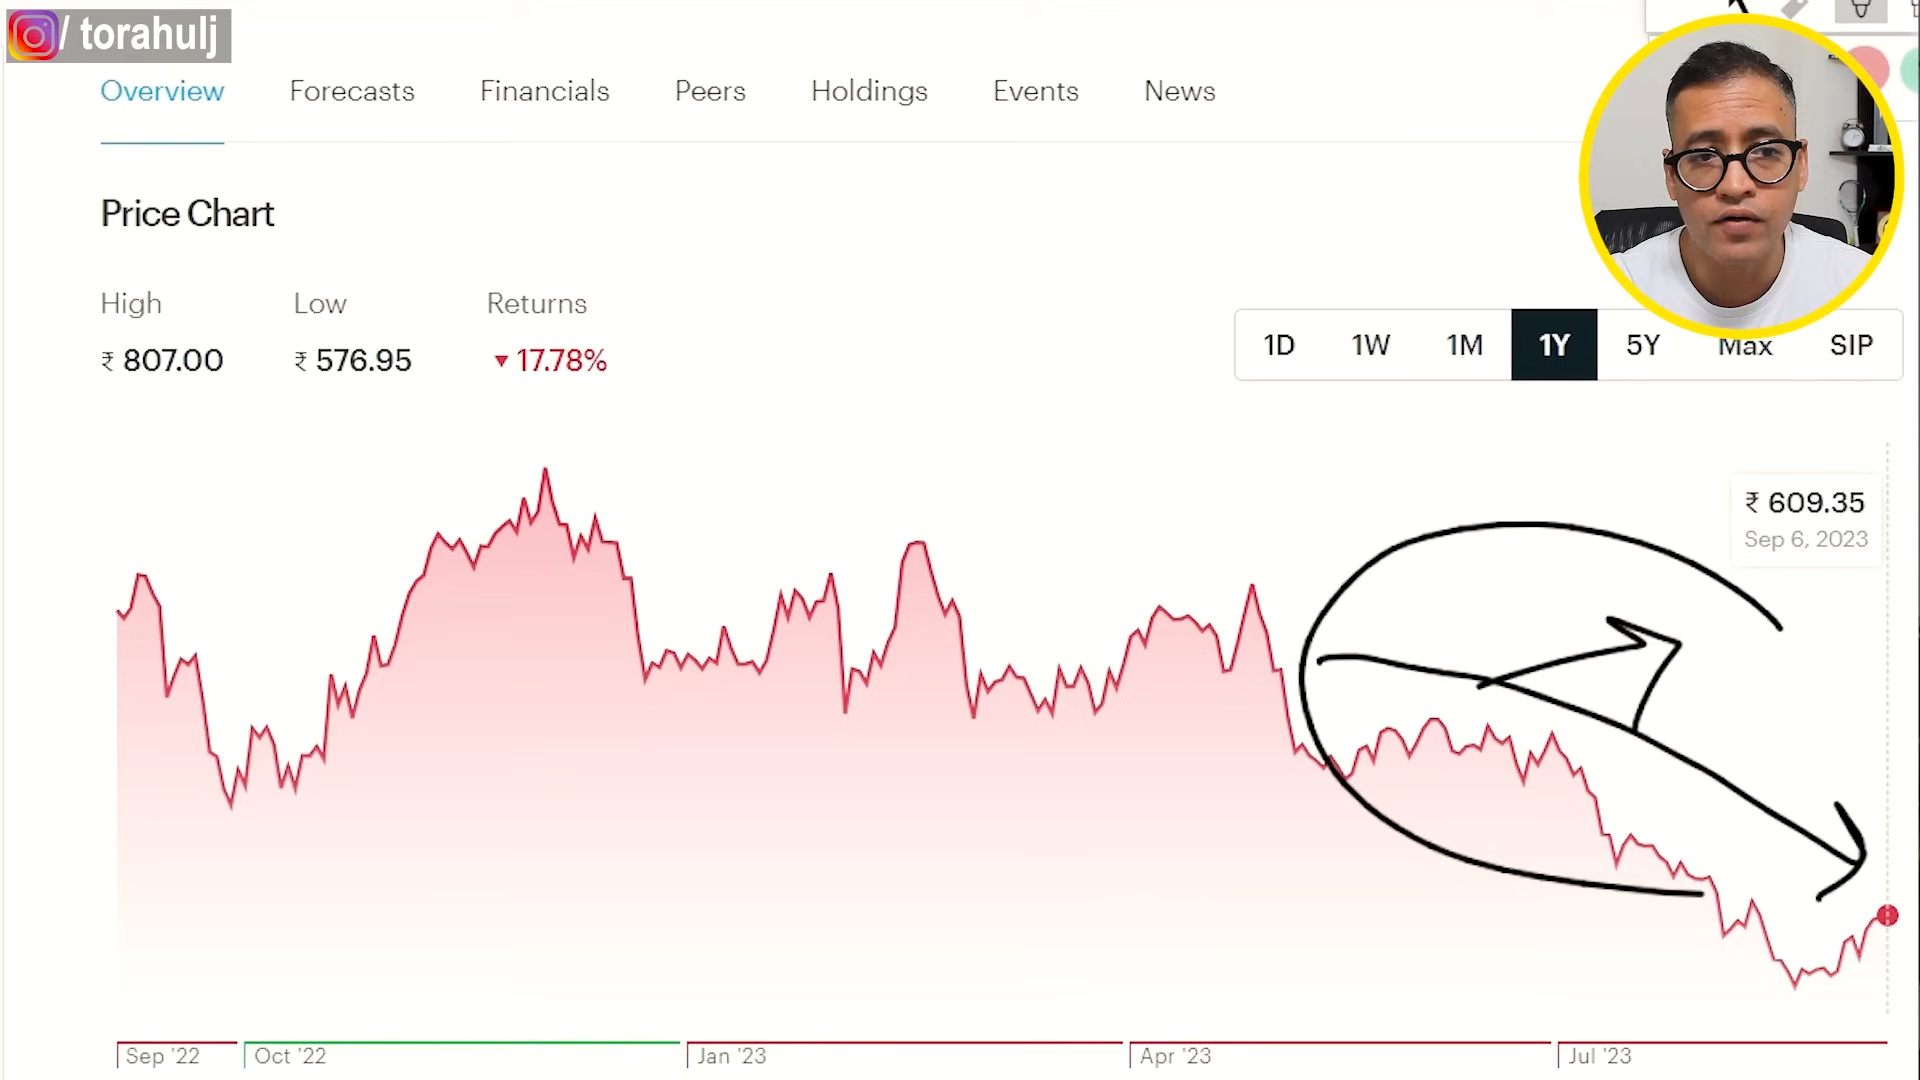 / torahulj
Overview Forecasts Financials Peers Holdings Events News
Price Chart
High Low Returns
₹ 807.00 ₹ 576.95 ▼ 17.78%
1D 1W 1M 1Y 5Y Max SIP
₹ 609.35
Sep 6, 2023
Sep '22 Oct '22 Jan '23 Apr '23 Jul '23